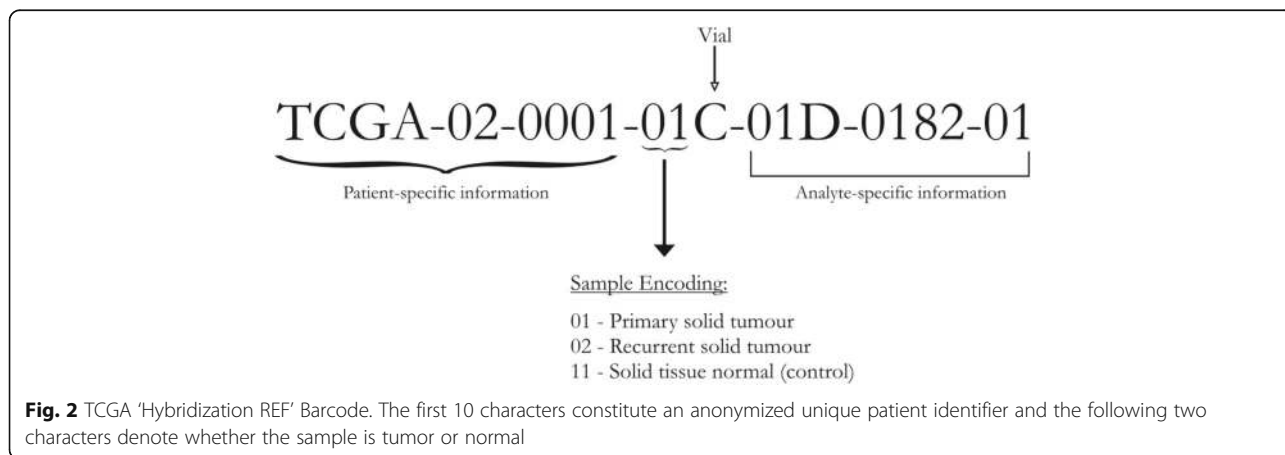 Vial
TCGA-02-0001-01C-01D-0182-01
Patient-specific information
Analyte-specific information
Sample Encoding:
01 - Primary solid tumour
02 - Recurrent solid tumour
11 - Solid tissue normal (control)
Fig. 2 TCGA ‘Hybridization REF’ Barcode. The first 10 characters constitute an anonymized unique patient identifier and the following two
characters denote whether the sample is tumor or normal